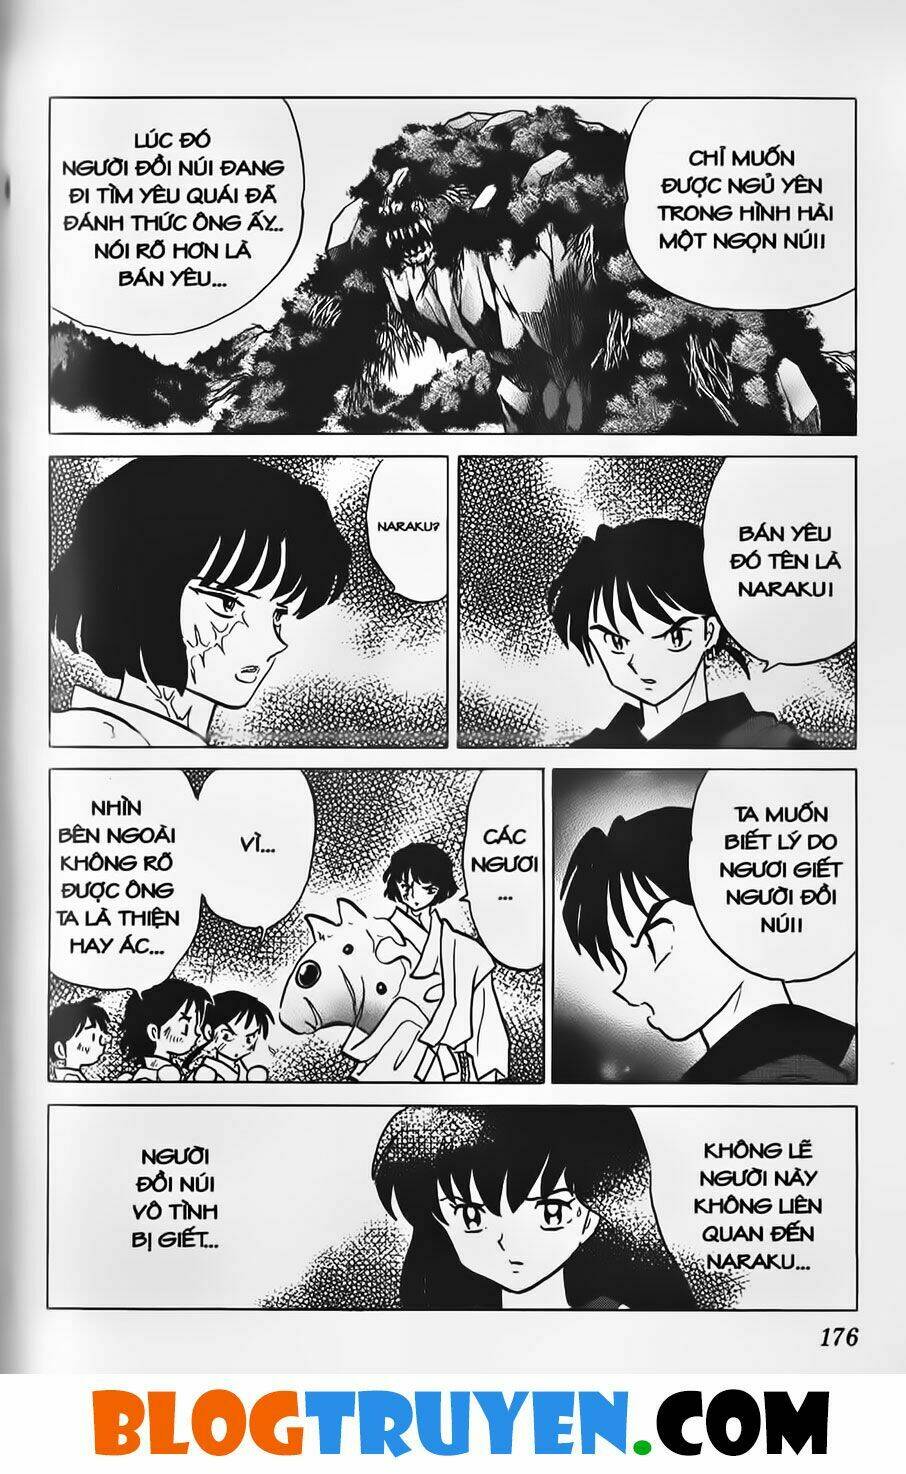 CHỈ MUỐN
ĐƯỢC NGỦ YÊN
TRONG HÌNH HÀI
MỘT NGỌN NÚI!
LÚC ĐÓ
NGƯỜI ĐỒI NÚI ĐANG
ĐI TÌM YÊU QUÁI ĐÃ
ĐÁNH THỨC ÔNG ẤY...
NÓI RÕ HƠN LÀ
BÁN YÊU...
BÁN YÊU
ĐÓ TÊN LÀ
NARAKU!
NARAKU?
TA MUỐN
BIẾT LÝ DO
NGƯƠI GIẾT
NGƯỜI ĐỒI
NÚI!
CÁC
NGƯƠI
...
VÌ...
NHÌN
BÊN NGOÀI
KHÔNG RÕ
ĐƯỢC ÔNG
TA LÀ THIỆN
HAY ÁC...
KHÔNG LẼ
NGƯỜI NÀY
KHÔNG LIÊN
QUAN ĐẾN
NARAKU...
NGƯỜI
ĐỒI NÚI
VÔ TÌNH
BỊ GIẾT...
176
BLOGTRUYEN.COM